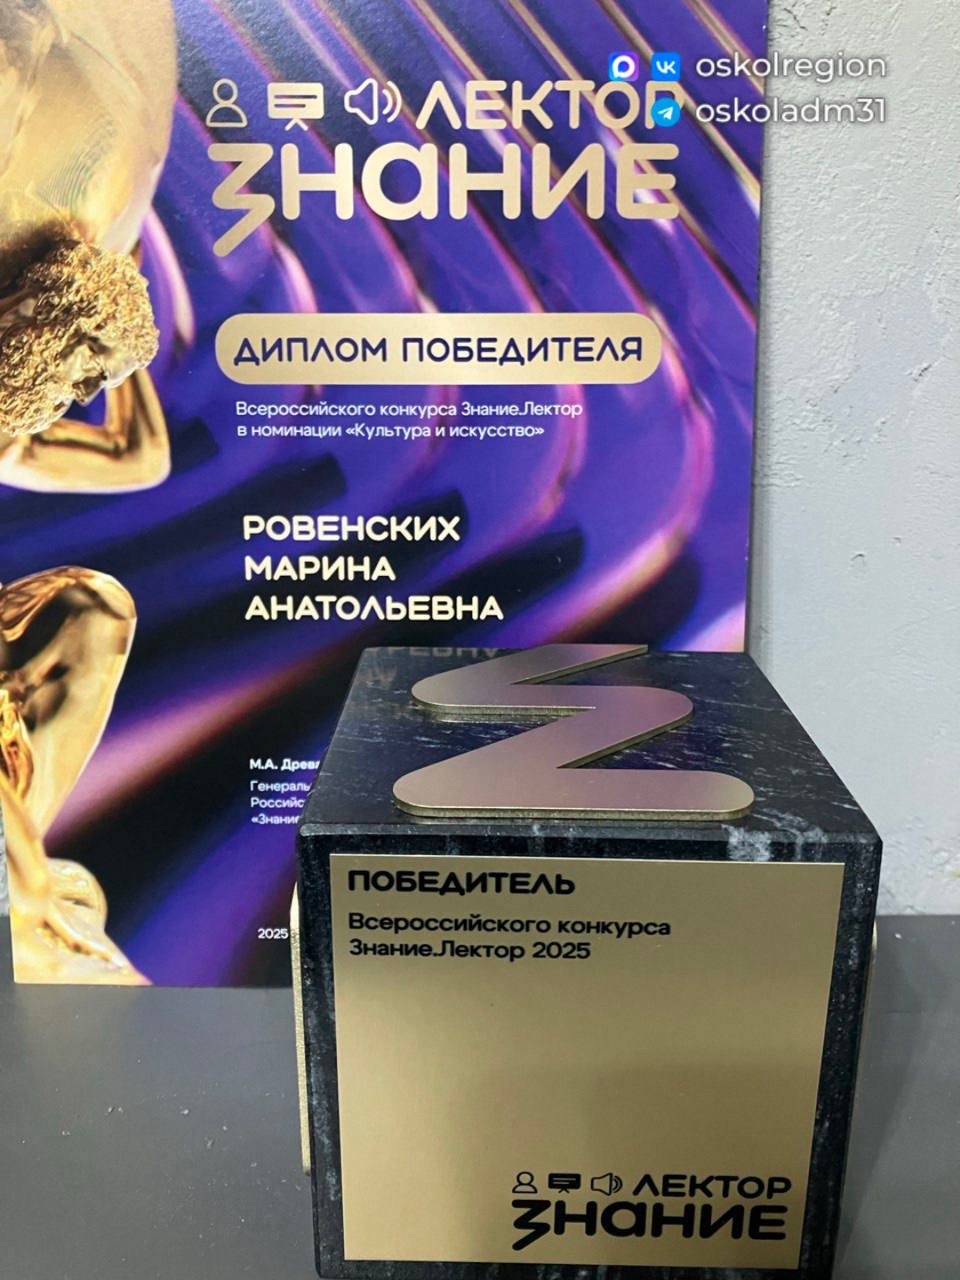 oskolregion
oskoladm31
ЛЕКТОР
ЗНАНИЕ
ДИПЛОМ ПОБЕДИТЕЛЯ
Всероссийского конкурса Знание.Лектор
в номинации «Культура и искусство»
РОВЕНСКИХ
МАРИНА
АНАТОЛЬЕВНА
М.А.
2025
ПОБЕДИТЕЛЬ
Всероссийского конкурса
Знание.Лектор 2025
ЛЕКТОР
ЗНАНИЕ